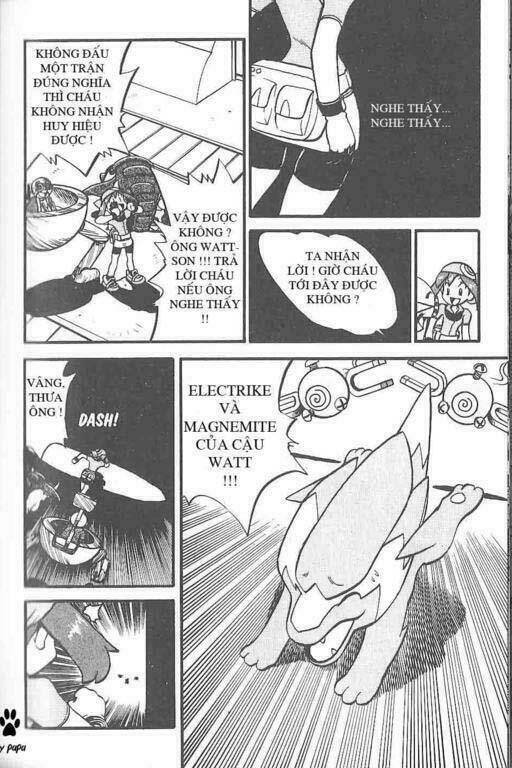 NGHE THẤY...
NGHE THẤY...
KHÔNG ĐẤU
MỘT TRẬN
ĐÚNG NGHĨA
THÌ CHÁU
KHÔNG NHẬN
HUY HIỆU
ĐƯỢC !
VẬY ĐƯỢC
KHÔNG ?
ÔNG WATT-
SON !!! TRẢ
LỜI CHÁU
NẾU ÔNG
NGHE THẤY
!!
TA NHẬN
LỜI ! GIỜ CHÁU
TỚI ĐÂY ĐƯỢC
KHÔNG ?
VÂNG,
THƯA
ÔNG !
DASH!
ELECTRIKE
VÀ
MAGNEMITE
CỦA CẬU
WATT
!!!
y papa